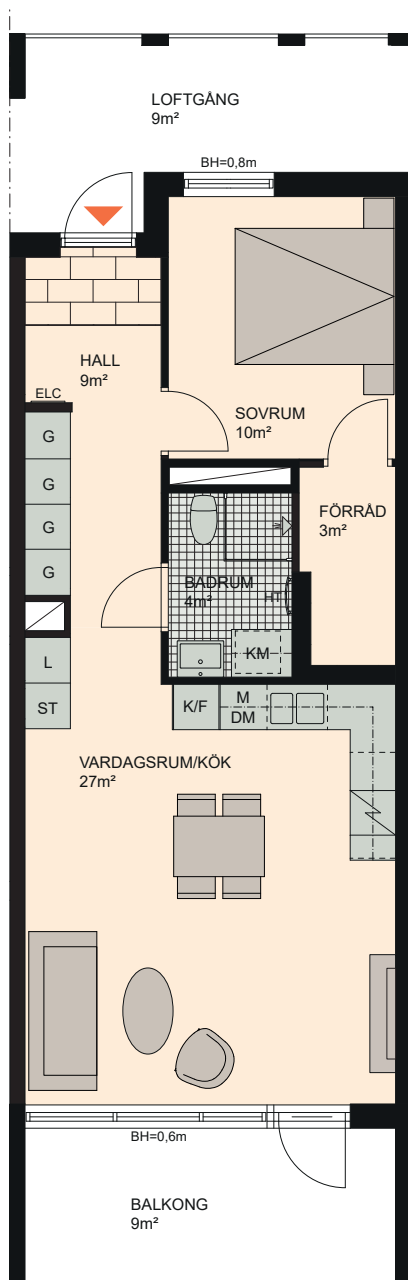 LOFTGÅNG
9m²
BH=0,8m
HALL
9m²
ELC
SOVRUM
10m²
G
G
G
G
FÖRRÅD
3m²
BADRUM
4m²
HT
KM
L
ST
K/F
M
DM
VARDAGSRUM/KÖK
27m²
BH=0,6m
BALKONG
9m²